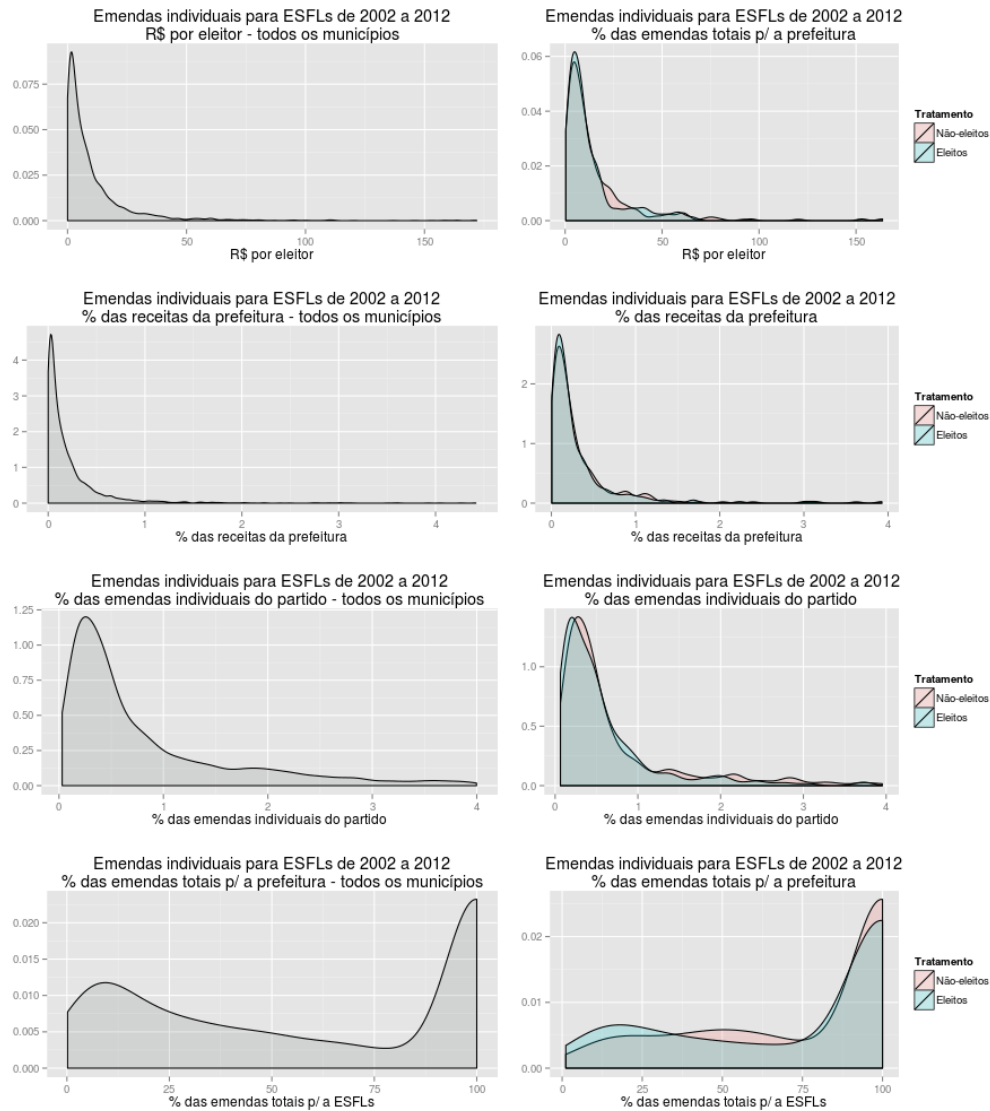 Emendas individuais para ESFLs de 2002 a 2012
R$ por eleitor - todos os municípios
0.075
0.050
0.025
0.000
0
50
100
150
R$ por eleitor
Emendas individuais para ESFLs de 2002 a 2012
% das emendas totais p/ a prefeitura
0.06
0.04
0.02
0.00
0
50
100
150
R$ por eleitor
Tratamento
Não-eleitos
Eleitos
Emendas individuais para ESFLs de 2002 a 2012
% das receitas da prefeitura - todos os municípios
4
3
2
1
0
0
1
2
3
4
% das receitas da prefeitura
Emendas individuais para ESFLs de 2002 a 2012
% das receitas da prefeitura
2
1
0
0
1
2
3
4
% das receitas da prefeitura
Tratamento
Não-eleitos
Eleitos
Emendas individuais para ESFLs de 2002 a 2012
% das emendas individuais do partido - todos os municípios
1.25
1.00
0.75
0.50
0.25
0.00
0
1
2
3
4
% das emendas individuais do partido
Emendas individuais para ESFLs de 2002 a 2012
% das emendas individuais do partido
1.0
0.5
0.0
0
1
2
3
4
% das emendas individuais do partido
Tratamento
Não-eleitos
Eleitos
Emendas individuais para ESFLs de 2002 a 2012
% das emendas totais p/ a prefeitura - todos os municípios
0.020
0.015
0.010
0.005
0.000
0
25
50
75
100
% das emendas totais p/ a ESFLs
Emendas individuais para ESFLs de 2002 a 2012
% das emendas totais p/ a prefeitura
0.02
0.01
0.00
0
25
50
75
100
% das emendas totais p/ a ESFLs
Tratamento
Não-eleitos
Eleitos